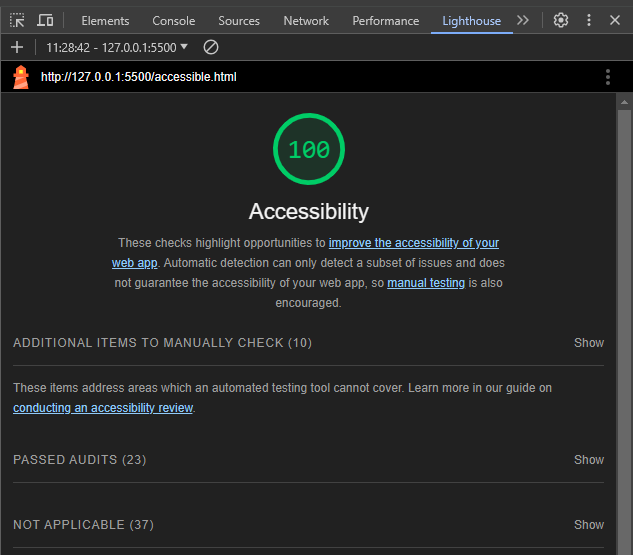 Elements Console Sources Network Performance Lighthouse
11:28:42 - 127.0.0.1:5500
http://127.0.0.1:5500/accessible.html
100
Accessibility
These checks highlight opportunities to improve the accessibility of your
web app. Automatic detection can only detect a subset of issues and does
not guarantee the accessibility of your web app, so manual testing is also
encouraged.
ADDITIONAL ITEMS TO MANUALLY CHECK (10) Show
These items address areas which an automated testing tool cannot cover. Learn more in our guide on
conducting an accessibility review.
PASSED AUDITS (23) Show
NOT APPLICABLE (37) Show